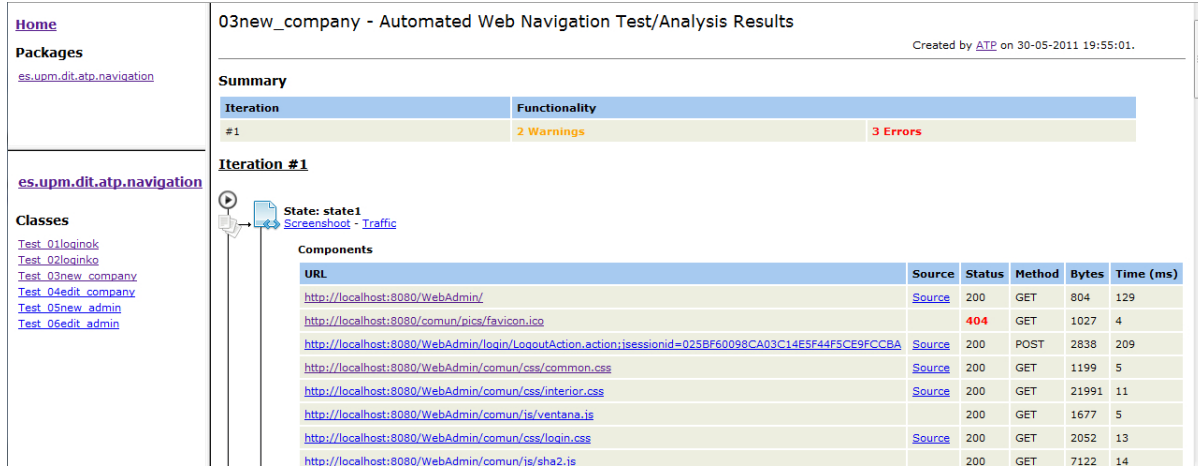 Home
Packages
es.upm.dit.atp.navigation
es.upm.dit.atp.navigation
Classes
Test_01loginok
Test_02loginko
Test_03new_company
Test_04edit_company
Test_05new_admin
Test_06edit_admin
03new_company - Automated Web Navigation Test/Analysis Results
Created by ATP on 30-05-2011 19:55:01.
Summary
Iteration Functionality
#1 2 Warnings 3 Errors
Iteration #1
State: state1
Screenshoot - Traffic
Components
URL Source Status Method Bytes Time (ms)
http://localhost:8080/WebAdmin/ Source 200 GET 804 129
http://localhost:8080/comun/pics/favicon.ico 404 GET 1027 4
http://localhost:8080/WebAdmin/login/LogoutAction.action;jsessionid=025BF60098CA03C14E5F44F5CE9FCCBA Source 200 POST 2838 209
http://localhost:8080/WebAdmin/comun/css/common.css Source 200 GET 1199 5
http://localhost:8080/WebAdmin/comun/css/interior.css Source 200 GET 21991 11
http://localhost:8080/WebAdmin/comun/js/ventana.js 200 GET 1677 5
http://localhost:8080/WebAdmin/comun/css/login.css Source 200 GET 2052 13
http://localhost:8080/WebAdmin/comun/js/sha2.js 200 GET 7122 14